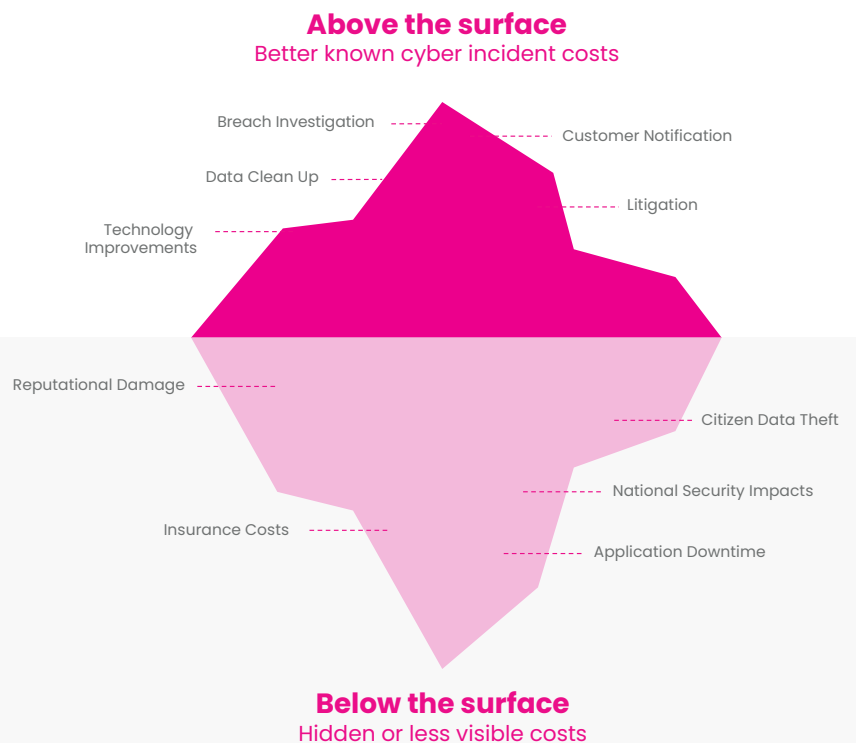 Above the surface
Better known cyber incident costs
Breach Investigation
Customer Notification
Data Clean Up
Litigation
Technology
Improvements
Reputational Damage
Citizen Data Theft
National Security Impacts
Insurance Costs
Application Downtime
Below the surface
Hidden or less visible costs